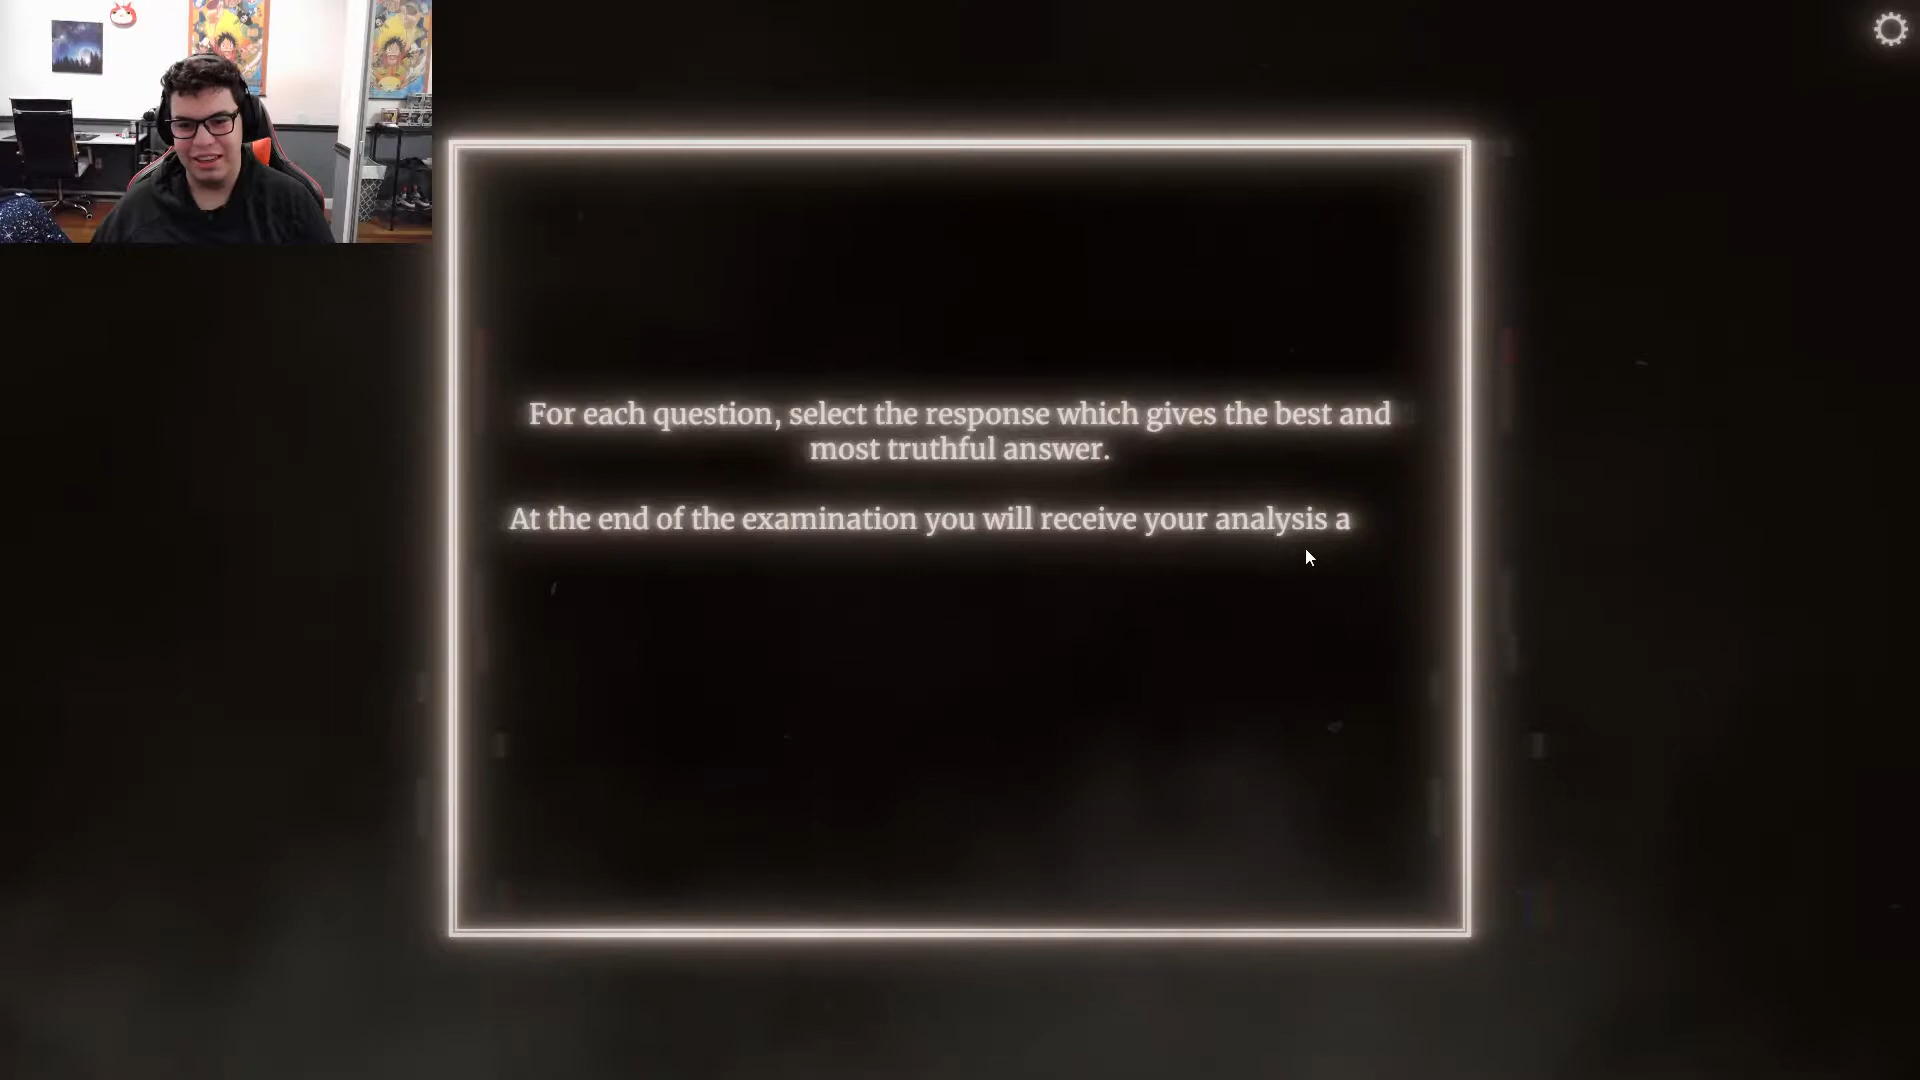 For each question, select the response which gives the best and
most truthful answer.
At the end of the examination you will receive your analysis a